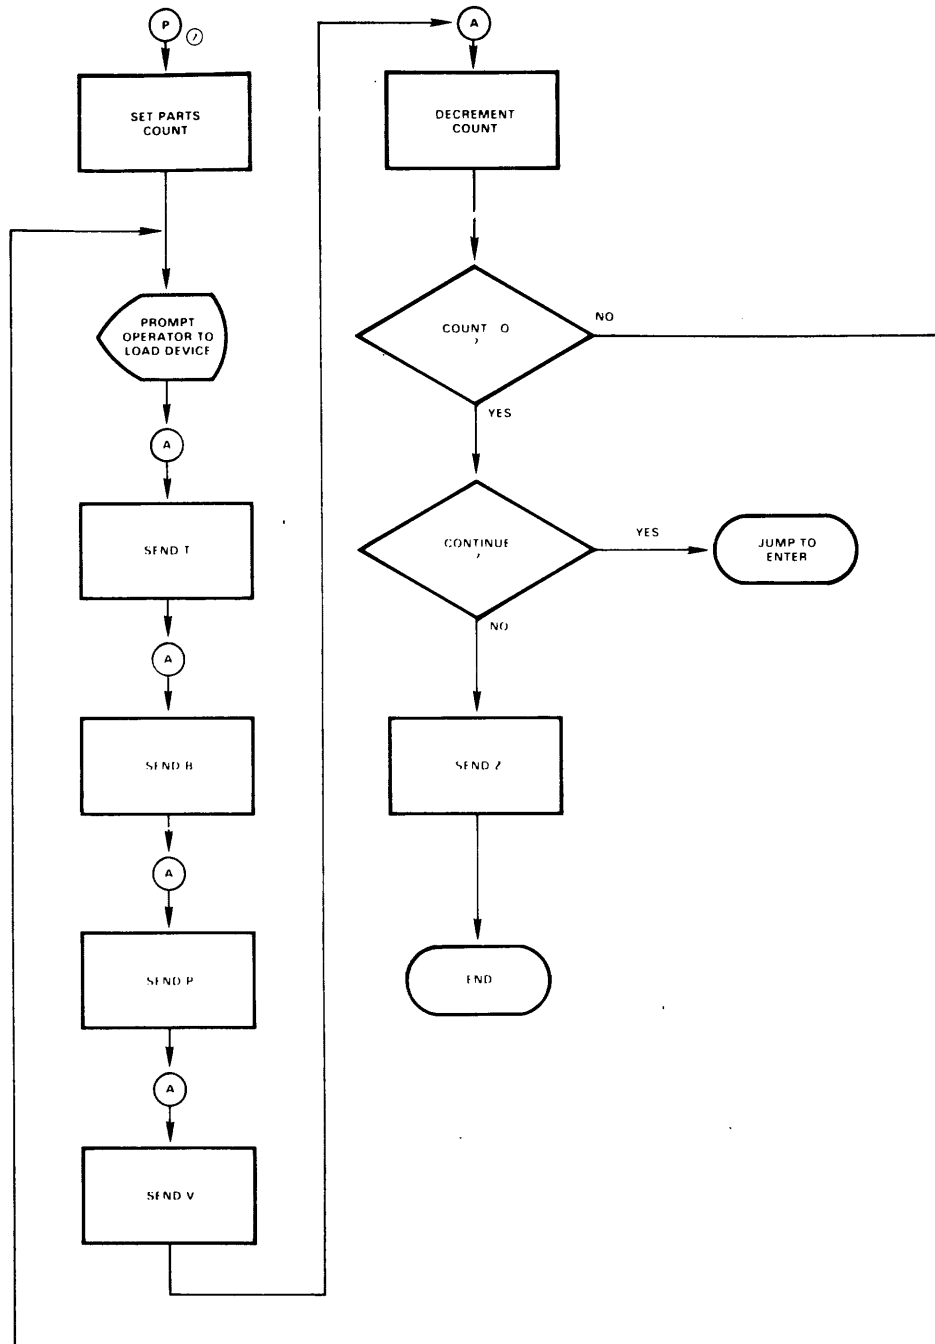 P
SET PARTS
COUNT
PROMPT
OPERATOR TO
LOAD DEVICE
A
SEND T
A
SEND B
A
SEND P
A
SEND V
A
DECREMENT
COUNT
COUNT 0
?
NO
YES
CONTINUE
?
YES
JUMP TO
ENTER
NO
SEND Z
END